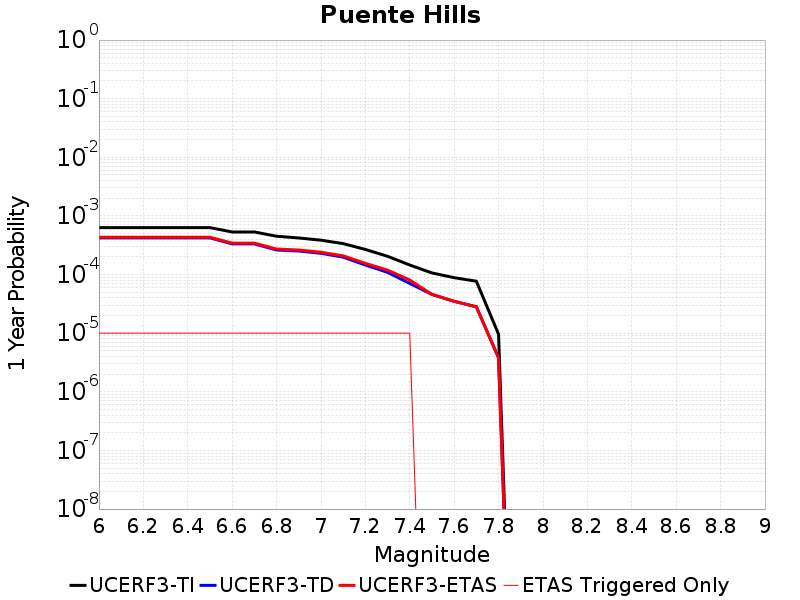 Puente Hills
1 Year Probability
10^0
10^-1
10^-2
10^-3
10^-4
10^-5
10^-6
10^-7
10^-8
6 6.2 6.4 6.6 6.8 7 7.2 7.4 7.6 7.8 8 8.2 8.4 8.6 8.8 9
Magnitude
UCERF3-TI UCERF3-TD UCERF3-ETAS ETAS Triggered Only